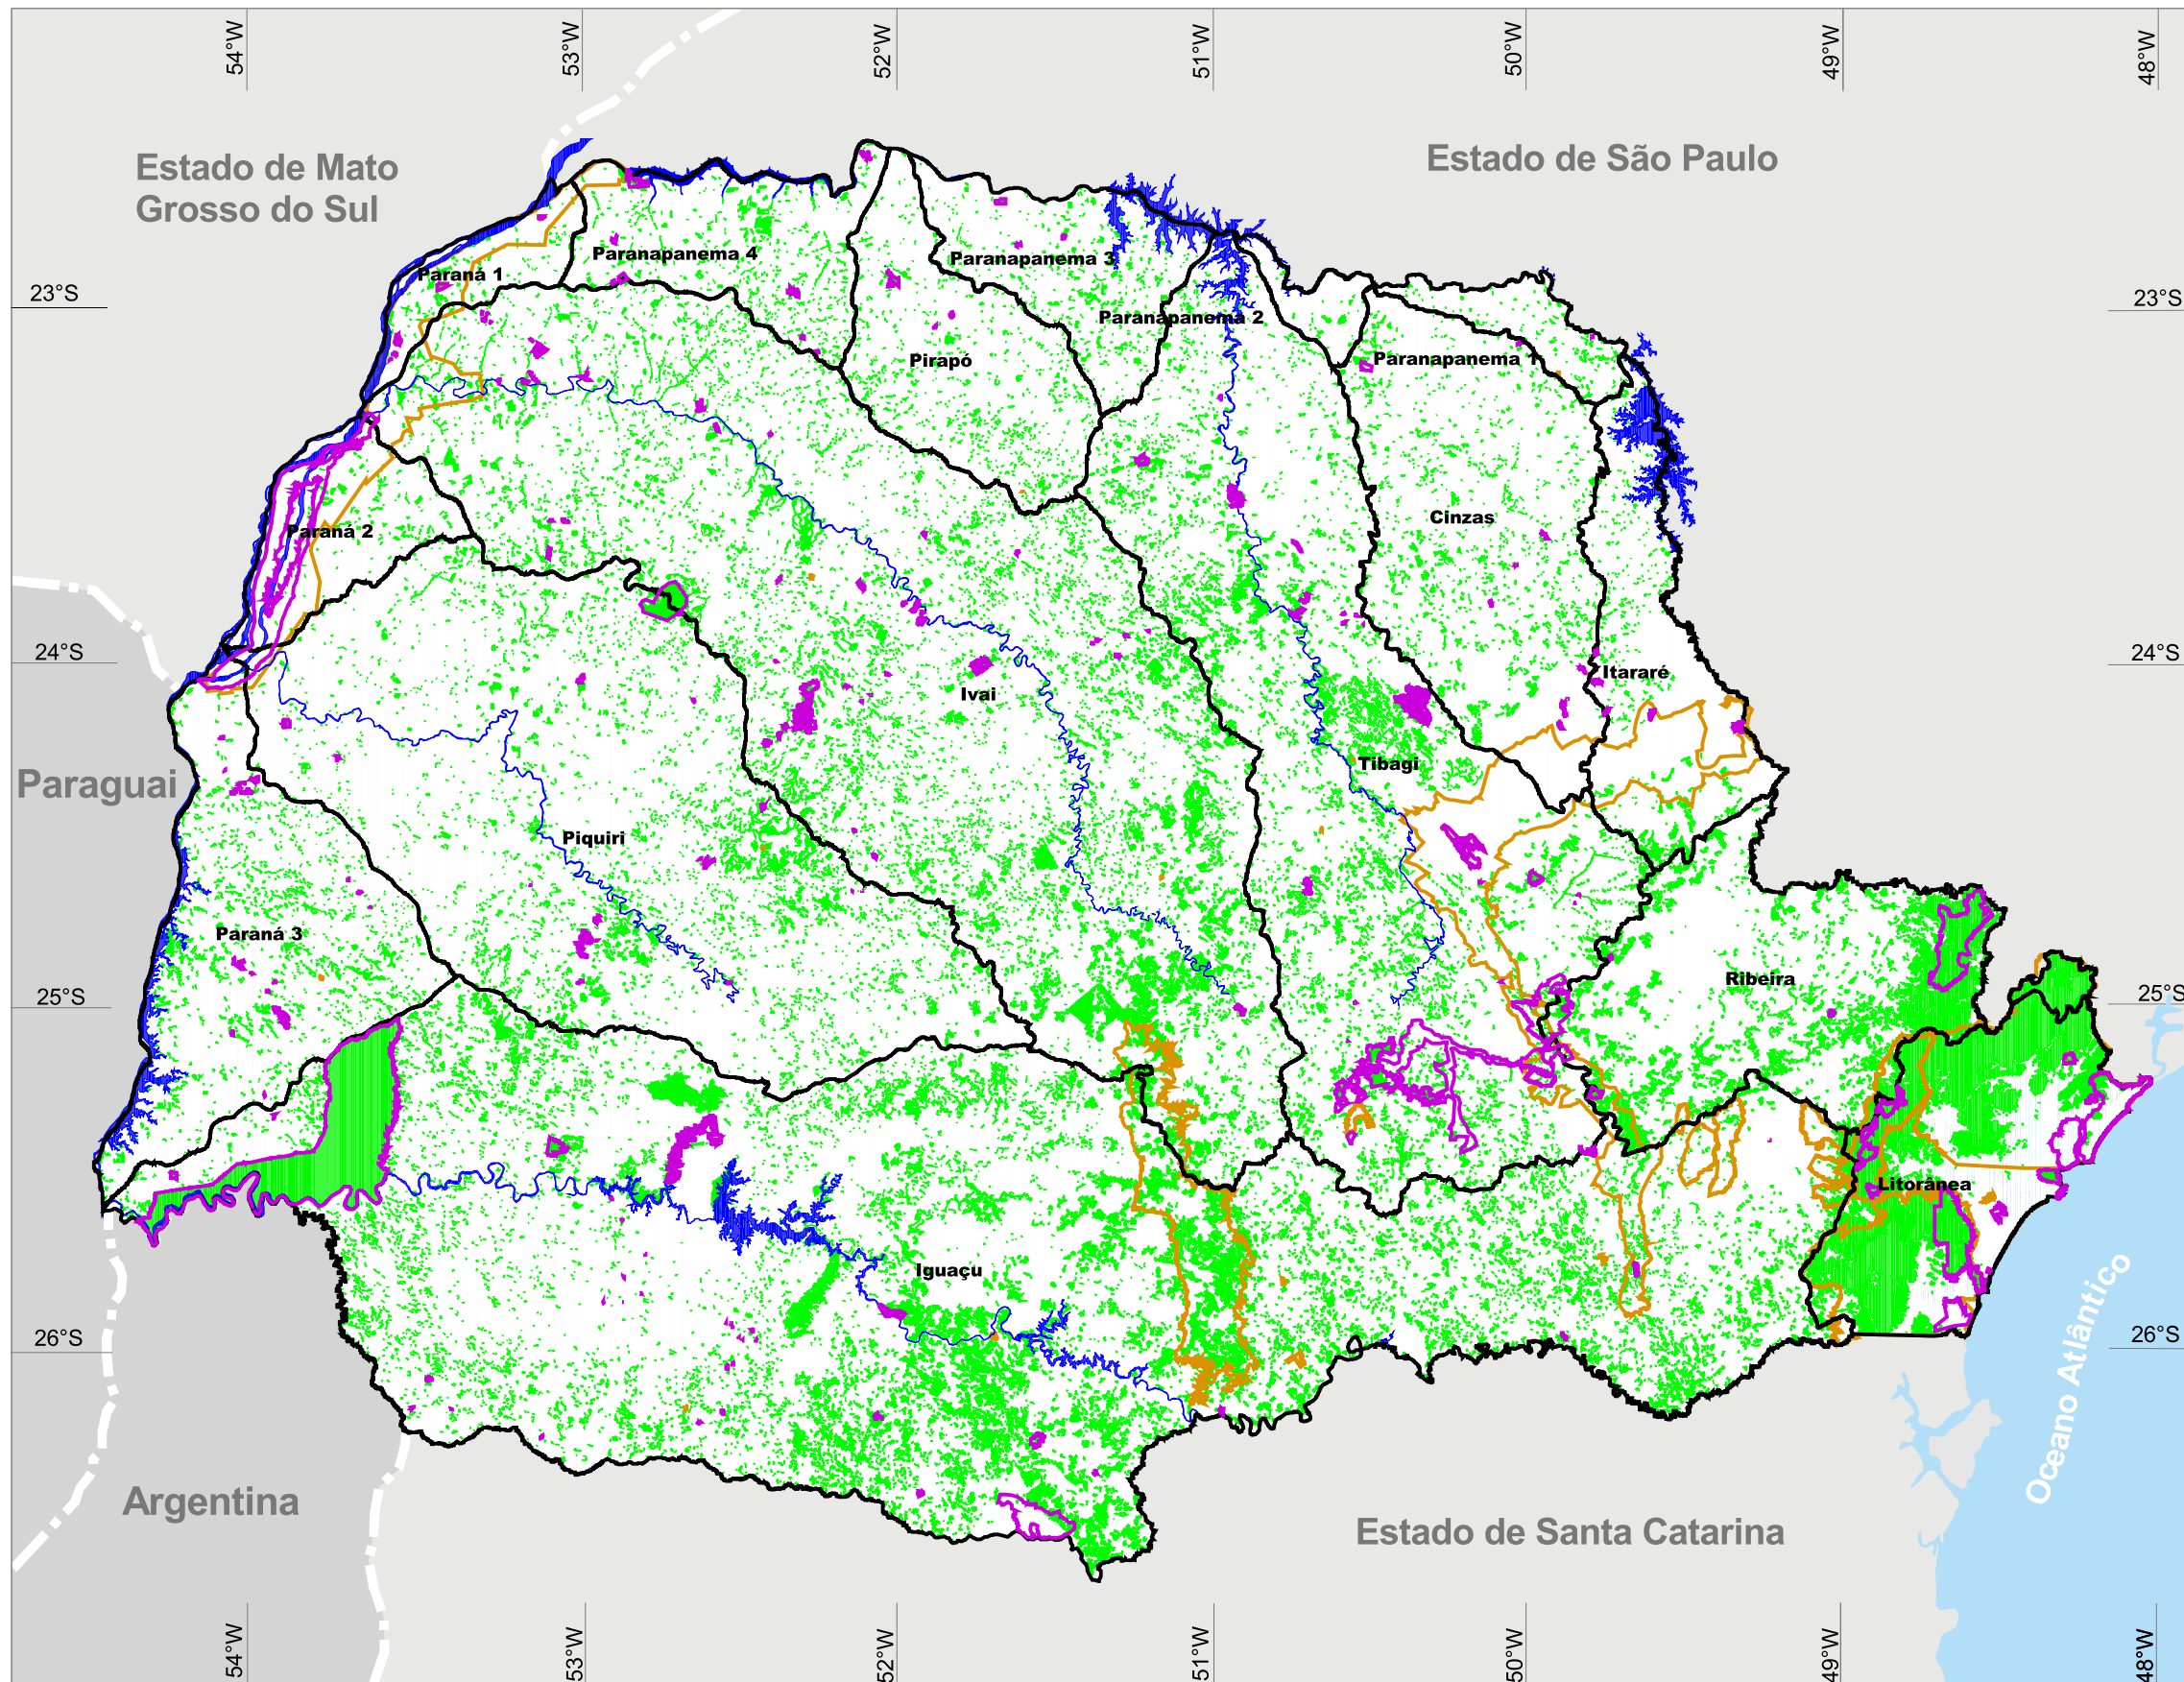 54°W
53°W
52°W
51°W
50°W
49°W
48°W
Estado de Mato
Grosso do Sul
Estado de São Paulo
Paranapanema 4
Paranapanema 3
Paraná 1
23°S
23°S
Paranapanema 2
Pirapó
Paranapanema 1
Cinzas
Paraná 2
24°S
24°S
Itararé
Ivai
Tibagi
Paraguai
Piquiri
Paraná 3
Ribeira
25°S
25°S
Litorânea
Iguaçu
26°S
26°S
Oceano Atlântico
Argentina
Estado de Santa Catarina
54°W
53°W
52°W
51°W
50°W
49°W
48°W